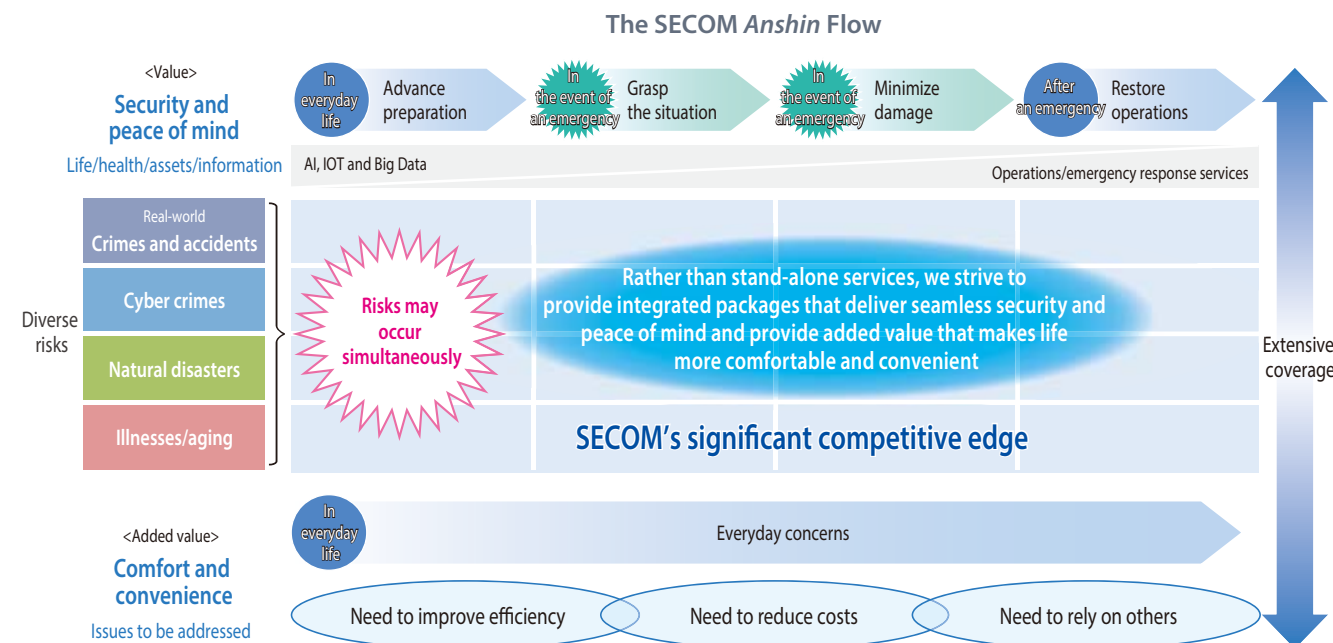 The SECOM Anshin Flow
<Value>
Security and
peace of mind
Life/health/assets/information
In
everyday
life
Advance
preparation
In
the event of
an emergency
Grasp
the situation
In
the event of
an emergency
Minimize
damage
After
an emergency
Restore
operations
AI, IOT and Big Data
Operations/emergency response services
Diverse
risks
Real-world
Crimes and accidents
Cyber crimes
Natural disasters
Illnesses/aging
Risks may
occur
simultaneously
Rather than stand-alone services, we strive to
provide integrated packages that deliver seamless security and
peace of mind and provide added value that makes life
more comfortable and convenient
SECOM's significant competitive edge
Extensive
coverage
<Added value>
Comfort and
convenience
Issues to be addressed
In
everyday
life
Everyday concerns
Need to improve efficiency
Need to reduce costs
Need to rely on others